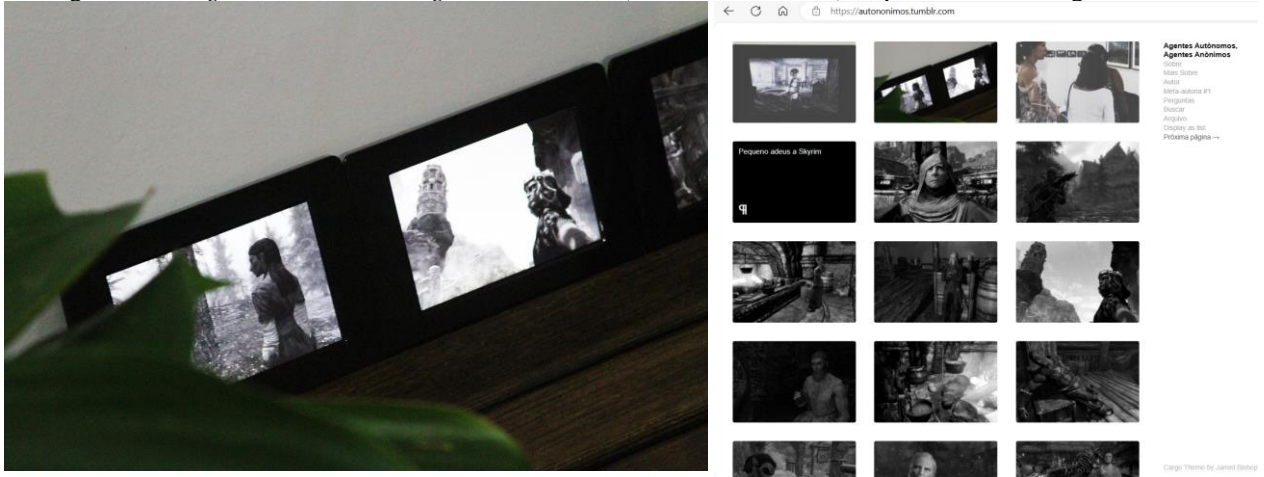 https://autononimos.tumblr.com
Agentes Autônomos,
Agentes Anônimos
Sobre
Mais Sobre
Autor
Meta-autoria #1
Perguntas
Buscar
Arquivo
Display as list.
Próxima página →
Pequeno adeus a Skyrim
¶
Cargo Theme by Jarred Bishop